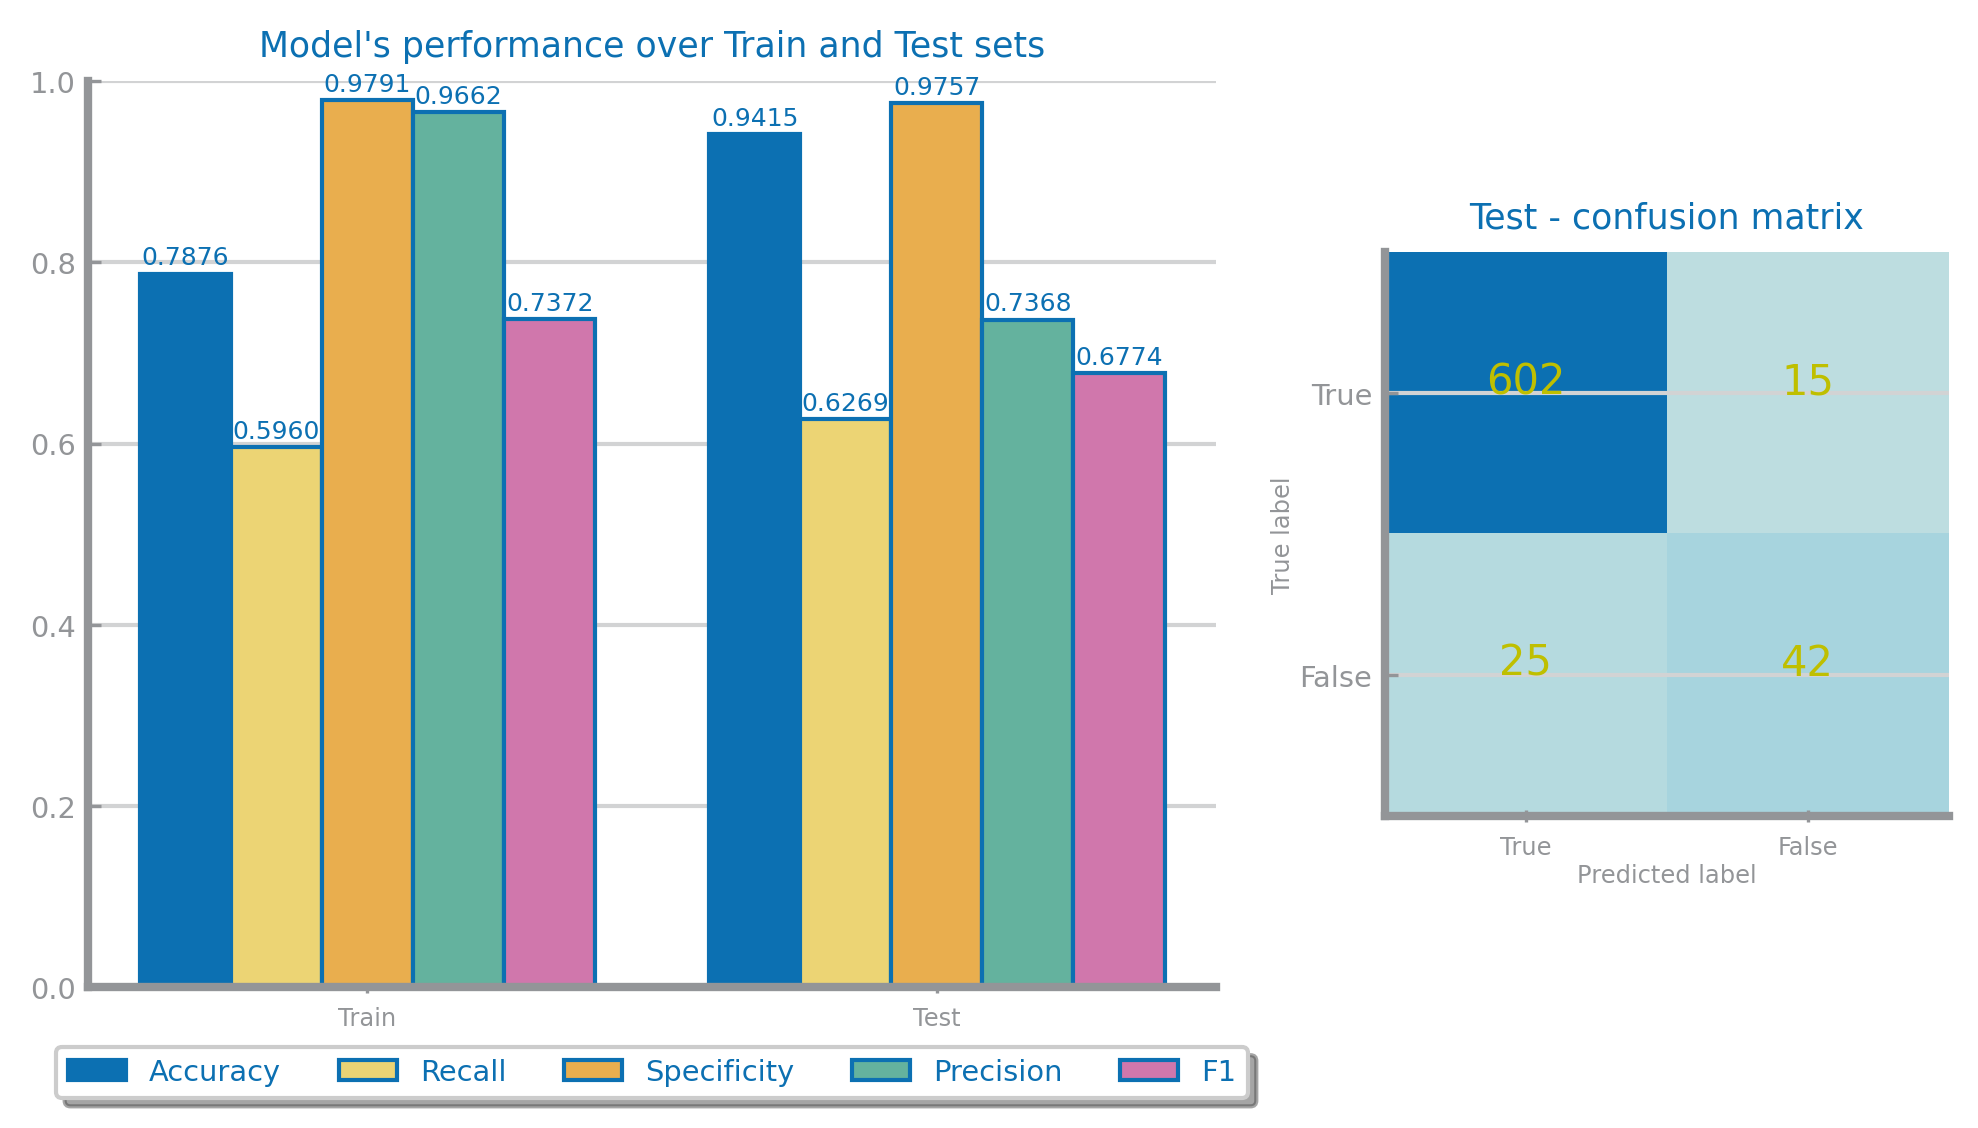 Model's performance over Train and Test sets
1.0
0.8
0.6
0.4
0.2
0.0
0.7876
0.5960
0.9791
0.9662
0.7372
0.9415
0.6269
0.9757
0.7368
0.6774
Train
Test
Accuracy Recall Specificity Precision F1
Test - confusion matrix
True label
True
False
602 15
25 42
True False
Predicted label